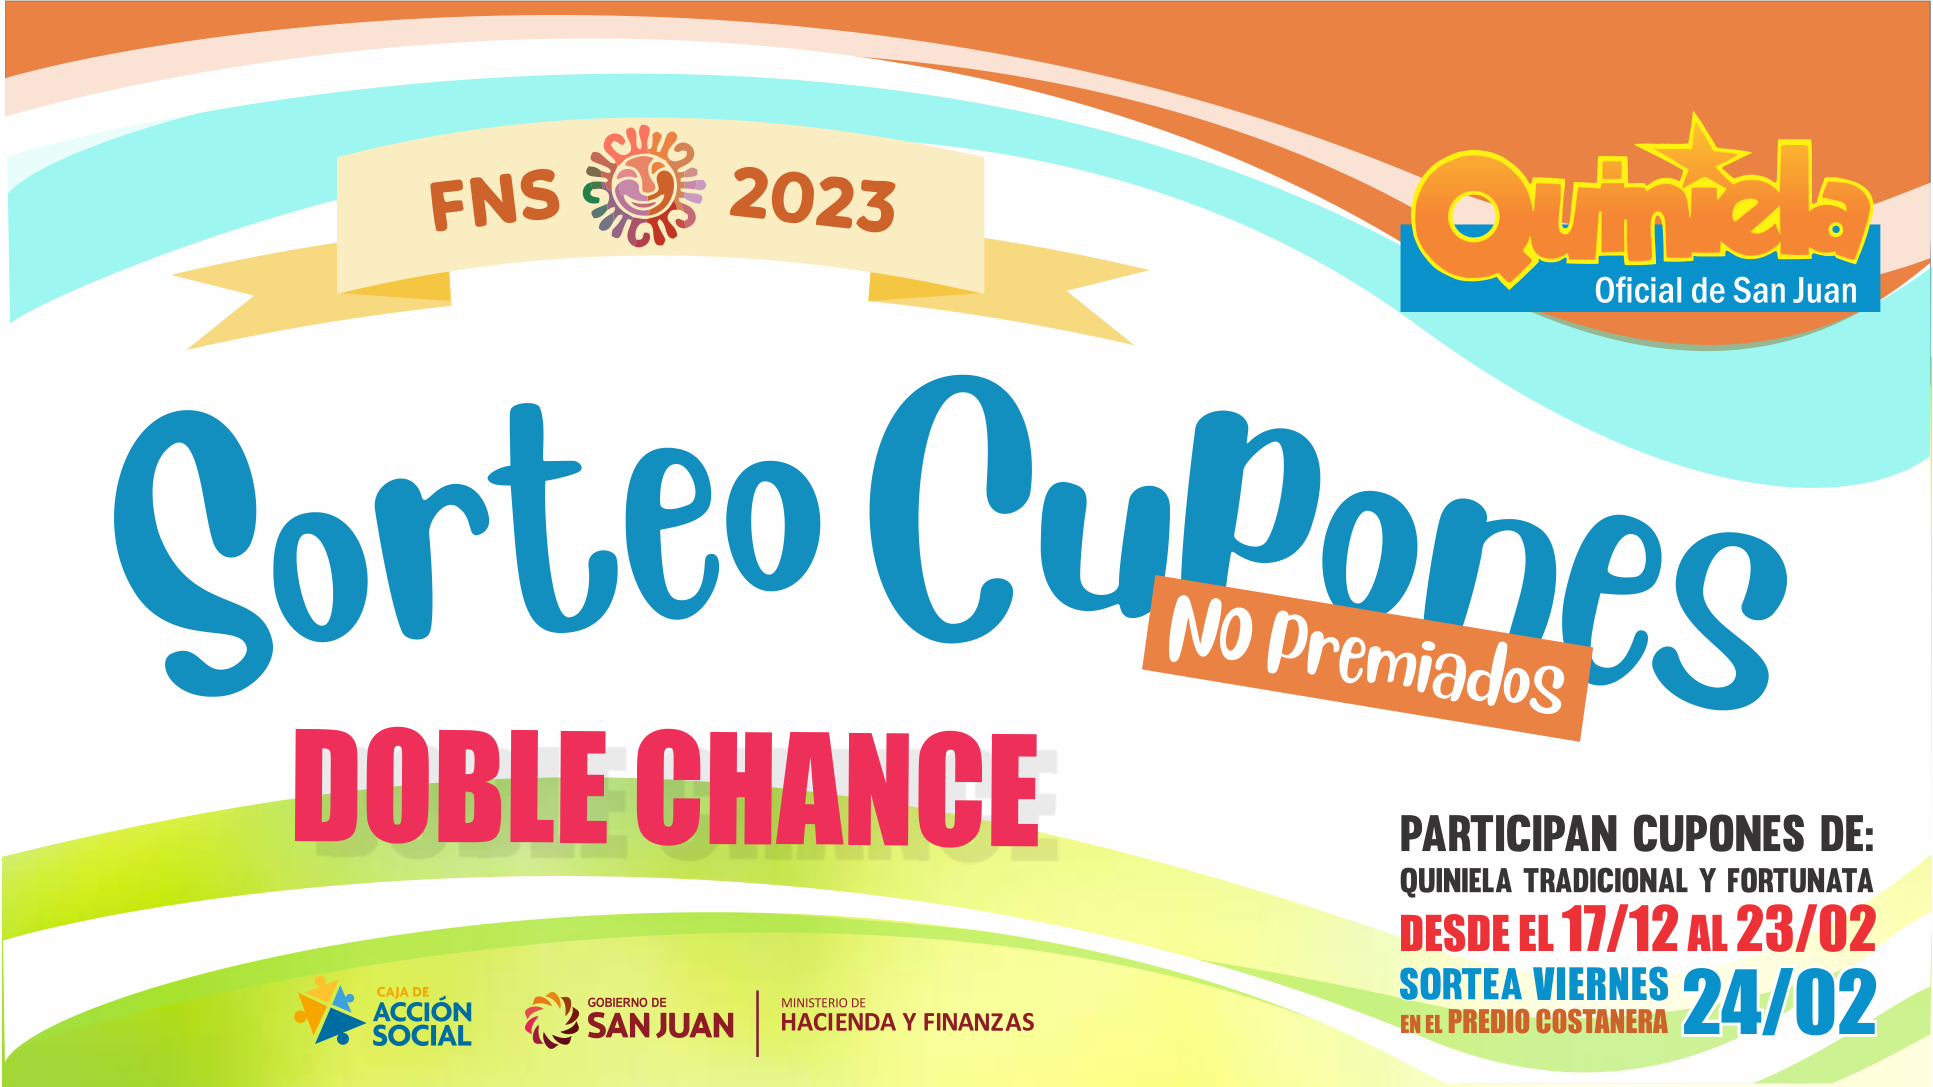 FNS 2023
Quiniela
Oficial de San Juan
Sorteo Cupones
No Premiados
DOBLE CHANCE
PARTICIPAN CUPONES DE:
QUINIELA TRADICIONAL Y FORTUNATA
DESDE EL 17/12 AL 23/02
SORTEA VIERNES 24/02
EN EL PREDIO COSTANERA
CAJA DE
ACCIÓN
SOCIAL
GOBIERNO DE
SAN JUAN
MINISTERIO DE
HACIENDA Y FINANZAS